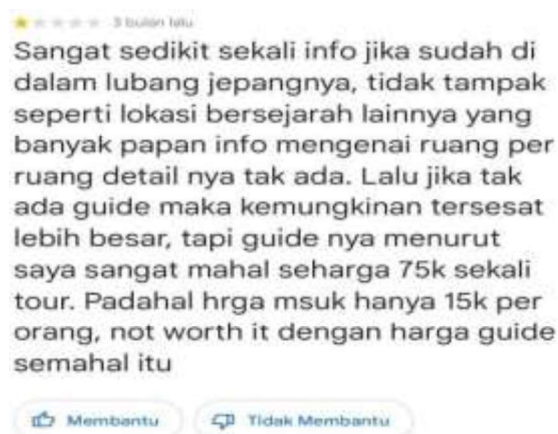 3 bulan lalu
Sangat sedikit sekali info jika sudah di
dalam lubang jepangnya, tidak tampak
seperti lokasi bersejarah lainnya yang
banyak papan info mengenai ruang per
ruang detail nya tak ada. Lalu jika tak
ada guide maka kemungkinan tersesat
lebih besar, tapi guide nya menurut
saya sangat mahal seharga 75k sekali
tour. Padahal hrga msuk hanya 15k per
orang, not worth it dengan harga guide
semahal itu
Membantu Tidak Membantu